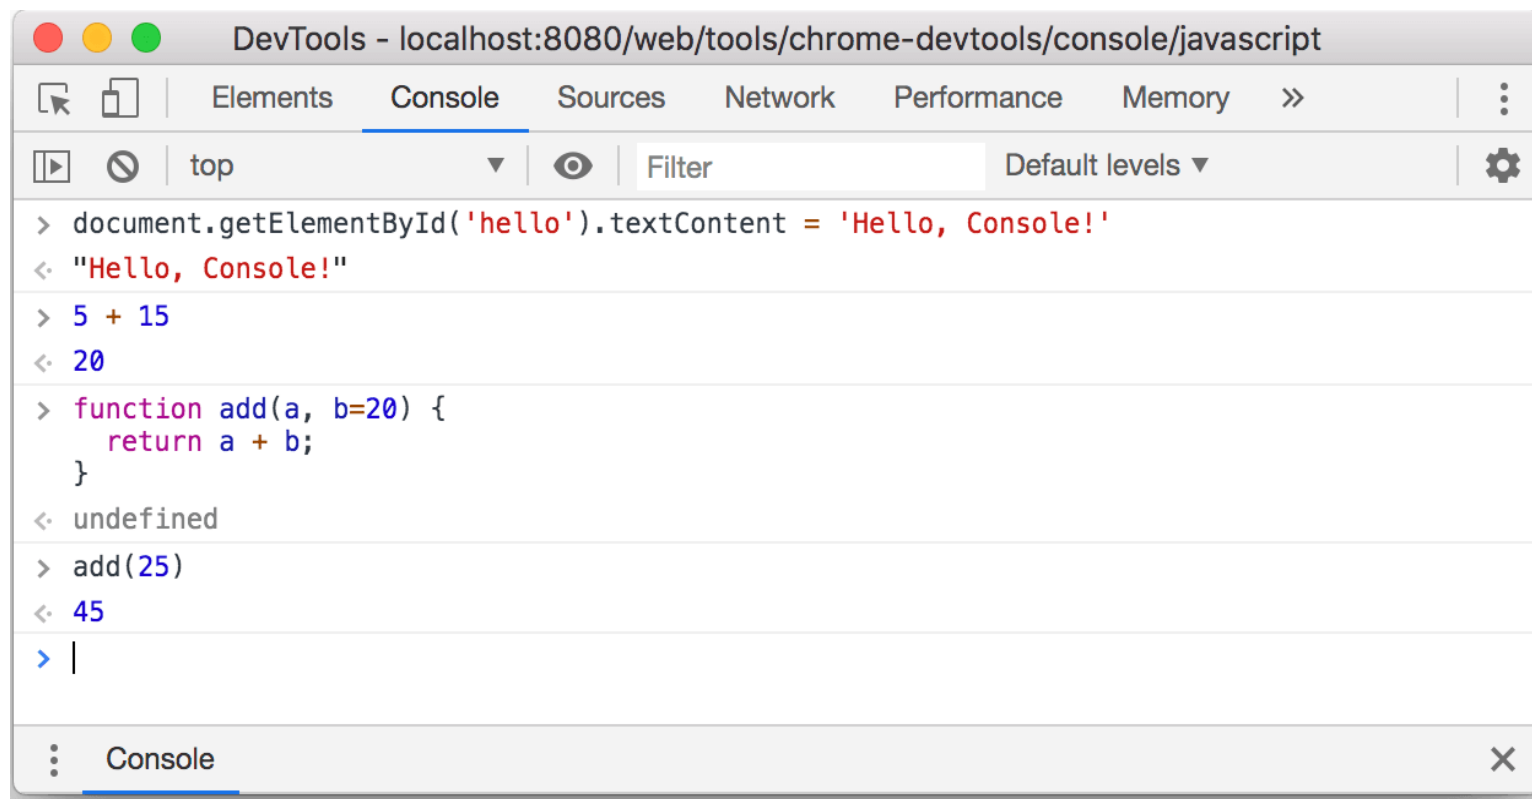 DevTools - localhost:8080/web/tools/chrome-devtools/console/javascript
Elements Console Sources Network Performance Memory »
top ▼ Filter Default levels ▼
> document.getElementById('hello').textContent = 'Hello, Console!'
<· "Hello, Console!"
> 5 + 15
<· 20
> function add(a, b=20) {
  return a + b;
}
<· undefined
> add(25)
<· 45
>
Console